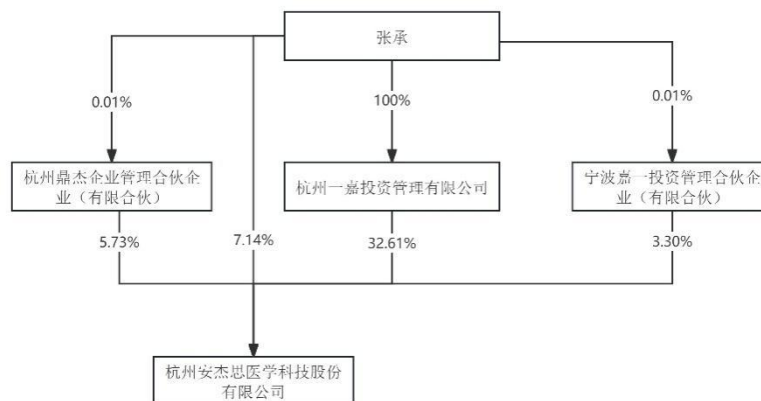 张承
0.01%
100%
0.01%
杭州鼎杰企业管理合伙企
业（有限合伙）
杭州一嘉投资管理有限公司
宁波嘉一投资管理合伙企
业（有限合伙）
5.73%
7.14%
32.61%
3.30%
杭州安杰思医学科技股份
有限公司